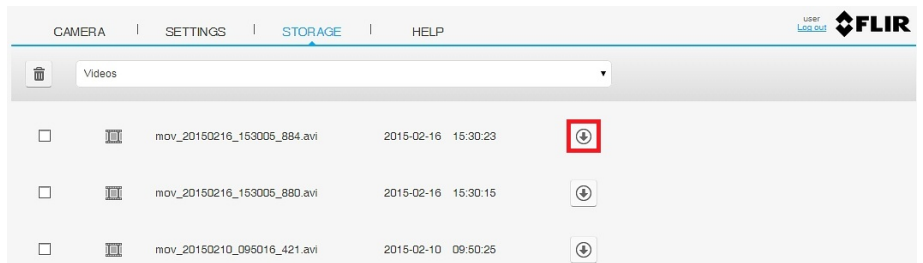 CAMERA | SETTINGS | STORAGE | HELP
user
Log out
FLIR
Videos
mov_20150216_153005_884.avi 2015-02-16 15:30:23
mov_20150216_153005_880.avi 2015-02-16 15:30:15
mov_20150210_095016_421.avi 2015-02-10 09:50:25